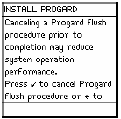 INSTALL PROGARD
Canceling a Progard flush
procedure prior to
completion may reduce
system operation
performance.
Press ✓ to cancel Progard
flush procedure or ← to